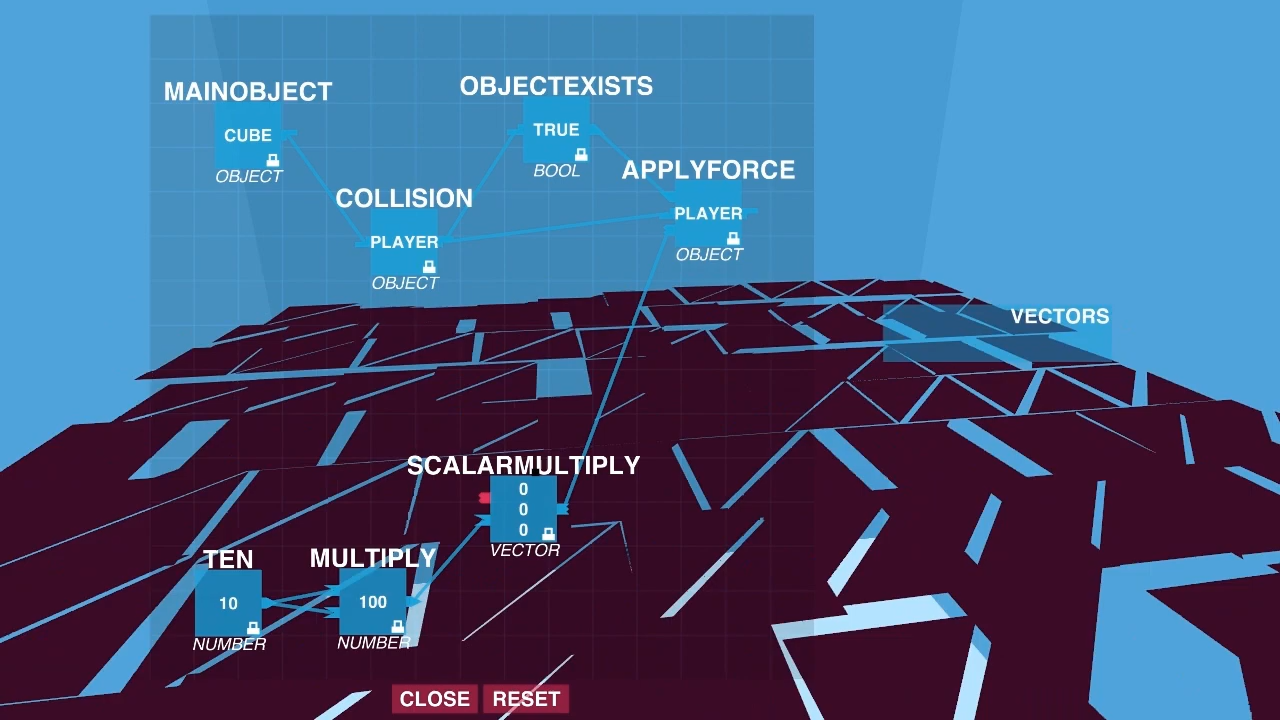 MAINOBJECT
CUBE
OBJECT
OBJECTEXISTS
TRUE
BOOL
COLLISION
PLAYER
OBJECT
APPLYFORCE
PLAYER
OBJECT
VECTORS
SCALARMULTIPLY
0
0
0
VECTOR
TEN
10
NUMBER
MULTIPLY
100
NUMBER
CLOSE
RESET